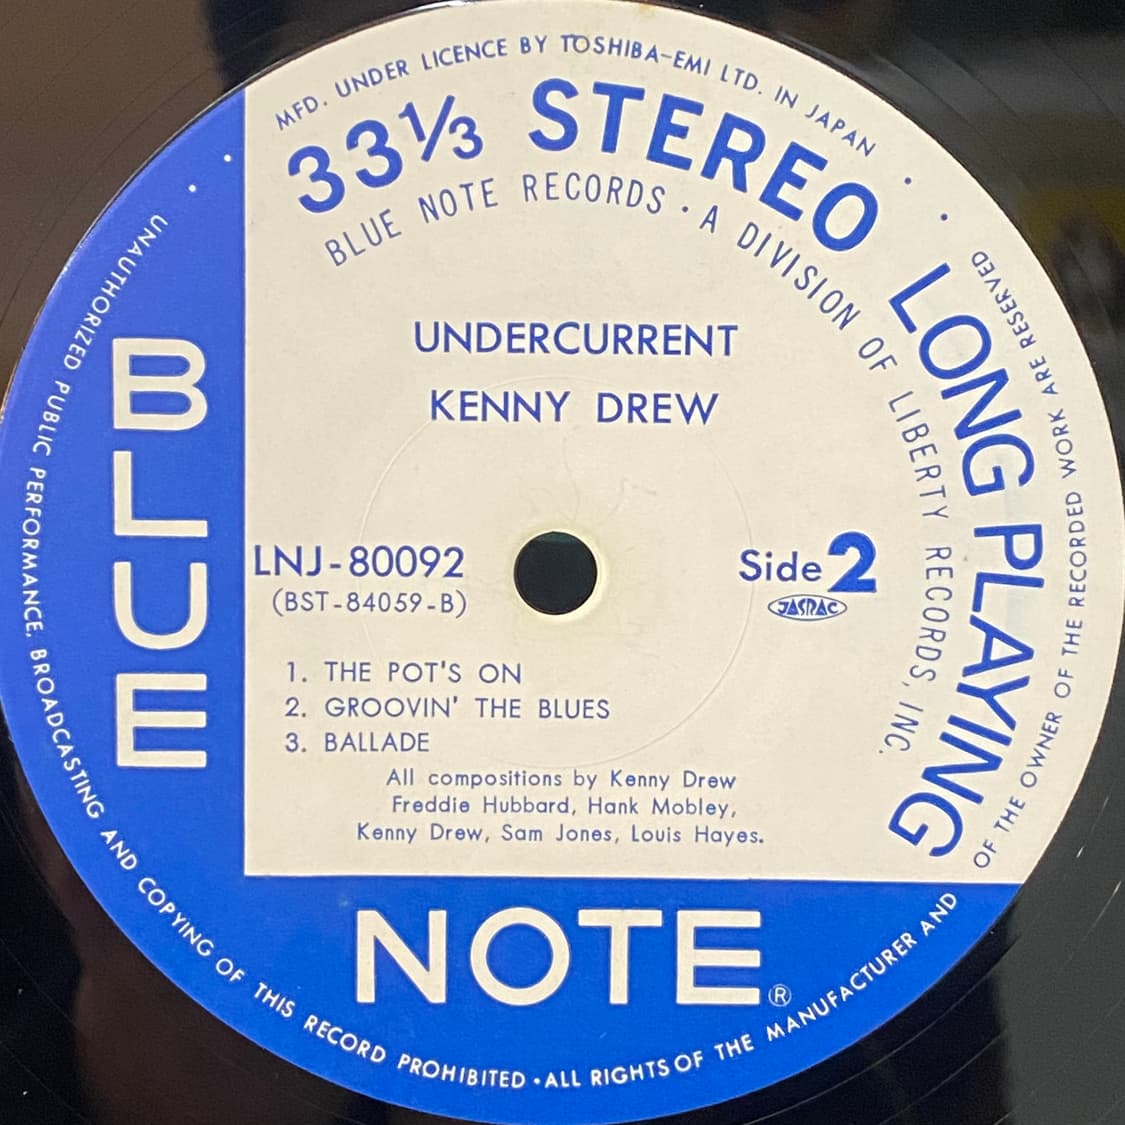 MFD. UNDER LICENCE BY TOSHIBA-EMI LTD. IN JAPAN
33⅓ STEREO LONG PLAYING
BLUE NOTE RECORDS · A DIVISION OF LIBERTY RECORDS, INC.
UNDERCURRENT
KENNY DREW
LNJ-80092
(BST-84059-B)
Side 2
JASRAC
1. THE POT'S ON
2. GROOVIN' THE BLUES
3. BALLADE
All compositions by Kenny Drew
Freddie Hubbard, Hank Mobley,
Kenny Drew, Sam Jones, Louis Hayes.
BLUE
NOTE®
UNAUTHORIZED PUBLIC PERFORMANCE, BROADCASTING AND COPYING OF THIS RECORD PROHIBITED · ALL RIGHTS OF THE MANUFACTURER AND OF THE OWNER OF THE RECORDED WORK ARE RESERVED